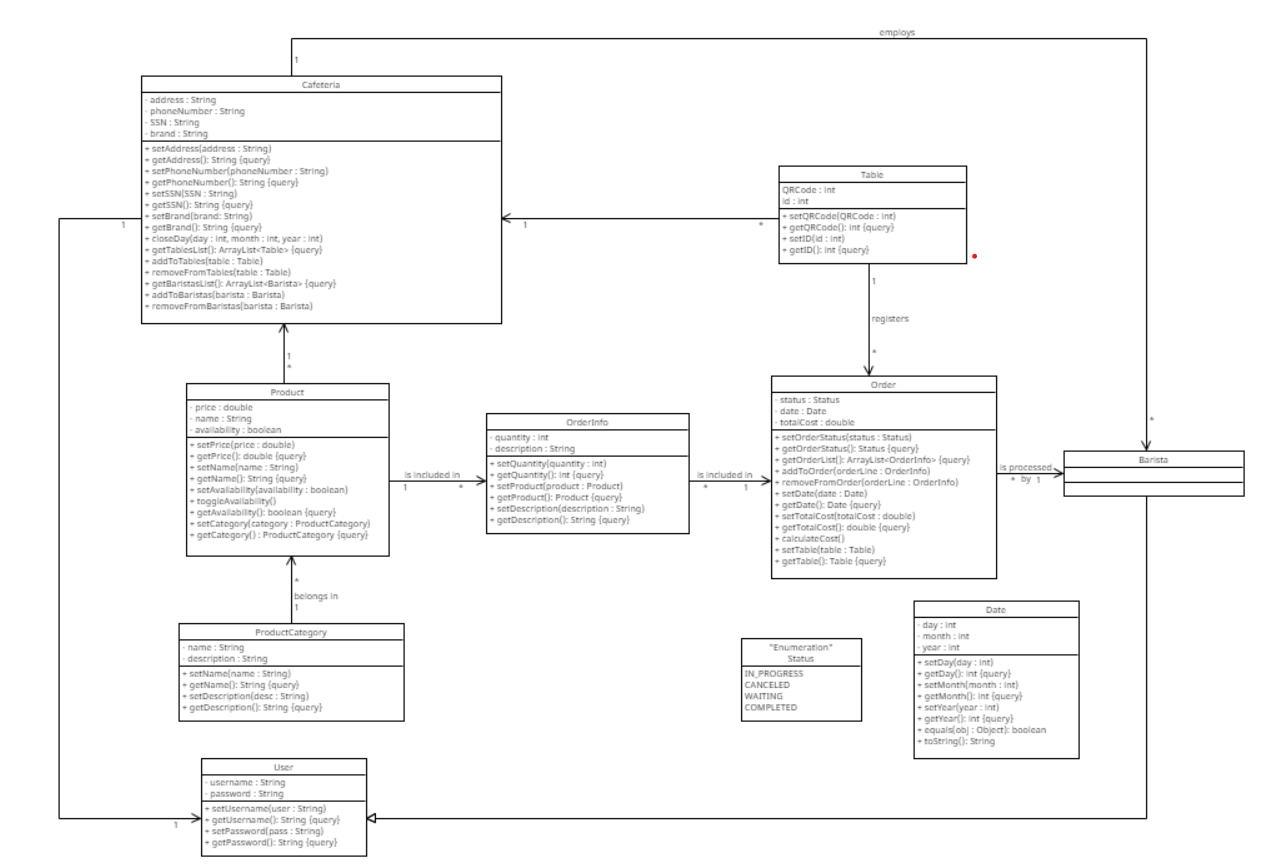 employs
1
Cafeteria
- address : String
- phoneNumber : String
- SSN : String
- brand : String
+ setAddress(address : String)
+ getAddress(): String {query}
+ setPhoneNumber(phoneNumber : String)
+ getPhoneNumber(): String {query}
+ setSSN(SSN : String)
+ getSSN(): String {query}
+ setBrand(brand: String)
+ getBrand(): String {query}
+ closeDay(day : int, month : int, year : int)
+ getTablesList(): ArrayList<Table> {query}
+ addToTables(table : Table)
+ removeFromTables(table : Table)
+ getBaristasList(): ArrayList<Barista> {query}
+ addToBaristas(barista : Barista)
+ removeFromBaristas(barista : Barista)
1
1
*
Table
QRCode : int
id : int
+ setQRCode(QRCode : int)
+ getQRCode(): int {query}
+ setID(id : int)
+ getID(): int {query}
1
registers
*
1
*
Product
- price : double
- name : String
- availability : boolean
+ setPrice(price : double)
+ getPrice(): double {query}
+ setName(name : String)
+ getName(): String {query}
+ setAvailability(availability : boolean)
+ toggleAvailability()
+ getAvailability(): boolean {query}
+ setCategory(category : ProductCategory)
+ getCategory() : ProductCategory {query}
is included in
1 *
OrderInfo
- quantity : int
- description : String
+ setQuantity(quantity : int)
+ getQuantity(): int {query}
+ setProduct(product : Product)
+ getProduct(): Product {query}
+ setDescription(description : String)
+ getDescription(): String {query}
is included in
* 1
Order
- status : Status
- date : Date
- totalCost : double
+ setOrderStatus(status : Status)
+ getOrderStatus(): Status {query}
+ getOrderList(): ArrayList<OrderInfo> {query}
+ addToOrder(orderLine : OrderInfo)
+ removeFromOrder(orderLine : OrderInfo)
+ setDate(date : Date)
+ getDate(): Date {query}
+ setTotalCost(totalCost : double)
+ getTotalCost(): double {query}
+ calculateCost()
+ setTable(table : Table)
+ getTable(): Table {query}
is processed
* by 1
*
Barista
*
belongs in
1
ProductCategory
- name : String
- description : String
+ setName(name : String)
+ getName(): String {query}
+ setDescription(desc : String)
+ getDescription(): String {query}
"Enumeration"
Status
IN_PROGRESS
CANCELED
WAITING
COMPLETED
Date
- day : int
- month : int
- year : int
+ setDay(day : int)
+ getDay(): int {query}
+ setMonth(month : int)
+ getMonth(): int {query}
+ setYear(year : int)
+ getYear(): int {query}
+ equals(obj : Object): boolean
+ toString(): String
User
- username : String
- password : String
+ setUsername(user : String)
+ getUsername(): String {query}
+ setPassword(pass : String)
+ getPassword(): String {query}
1